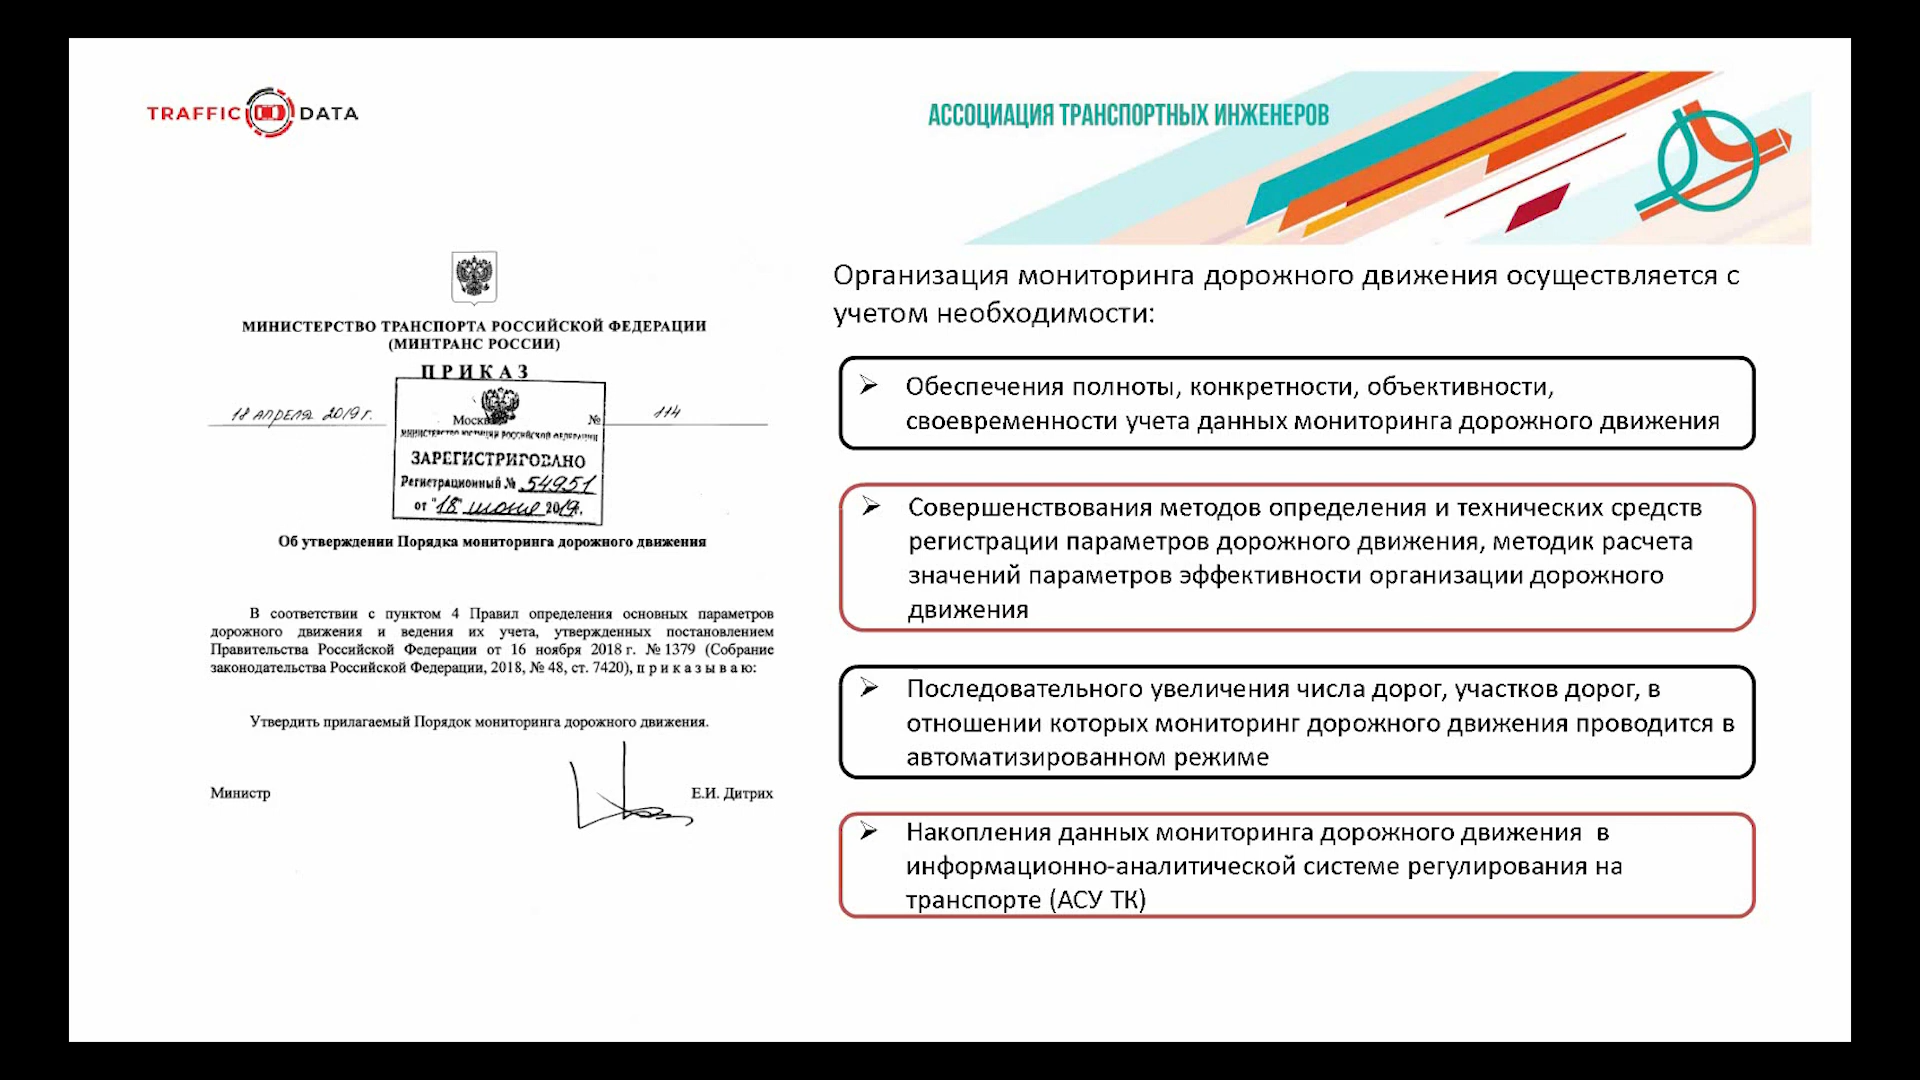 TRAFFIC DATA
АССОЦИАЦИЯ ТРАНСПОРТНЫХ ИНЖЕНЕРОВ
МИНИСТЕРСТВО ТРАНСПОРТА РОССИЙСКОЙ ФЕДЕРАЦИИ
(МИНТРАНС РОССИИ)
ПРИКАЗ
18 АПРЕЛЯ 2019 г.
Москва
№
114
МИНИСТЕРСТВО ЮСТИЦИИ РОССИЙСКОЙ ФЕДЕРАЦИИ
ЗАРЕГИСТРИРОВАНО
Регистрационный № 54951
от "18" июня 2019г.
Об утверждении Порядка мониторинга дорожного движения
В соответствии с пунктом 4 Правил определения основных параметров
дорожного движения и ведения их учета, утвержденных постановлением
Правительства Российской Федерации от 16 ноября 2018 г. № 1379 (Собрание
законодательства Российской Федерации, 2018, № 48, ст. 7420), п р и к а з ы в а ю:
Утвердить прилагаемый Порядок мониторинга дорожного движения.
Министр
Е.И. Дитрих
Организация мониторинга дорожного движения осуществляется с
учетом необходимости:
Обеспечения полноты, конкретности, объективности,
своевременности учета данных мониторинга дорожного движения
Совершенствования методов определения и технических средств
регистрации параметров дорожного движения, методик расчета
значений параметров эффективности организации дорожного
движения
Последовательного увеличения числа дорог, участков дорог, в
отношении которых мониторинг дорожного движения проводится в
автоматизированном режиме
Накопления данных мониторинга дорожного движения  в
информационно-аналитической системе регулирования на
транспорте (АСУ ТК)